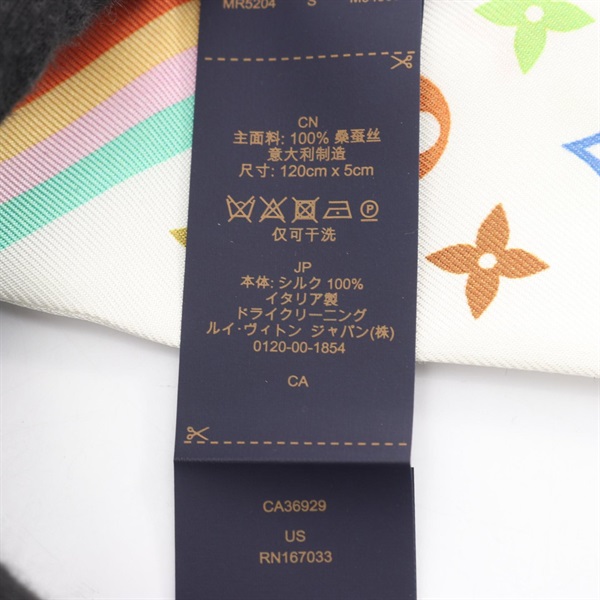 MR5204 S
CN
主面料: 100% 桑蚕丝
意大利制造
尺寸: 120cm x 5cm
仅可干洗
JP
本体: シルク 100%
イタリア製
ドライクリーニング
ルイ・ヴィトン ジャパン(株)
0120-00-1854
CA
CA36929
US
RN167033